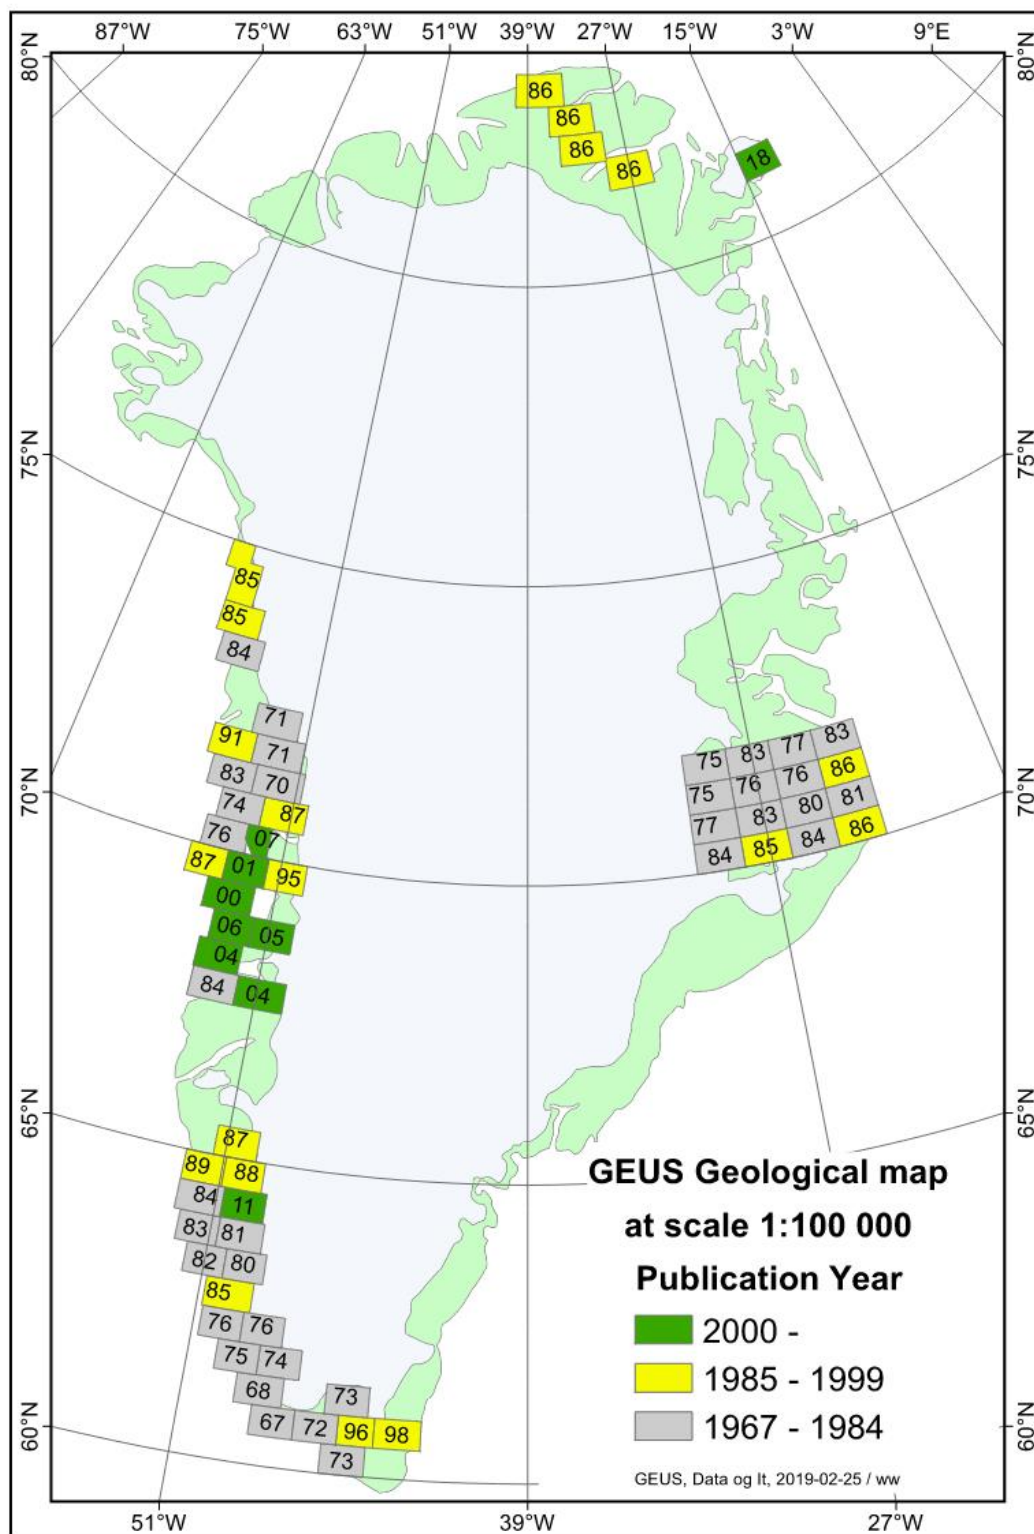 87°W 75°W 63°W 51°W 39°W 27°W 15°W 3°W 9°E
80°N 80°N
86
86
86
86
18
75°N 75°N
85
85
84
71
91 71
83 70
74 87
76 07
87 01 95
00
06 05
04
84 04
75 83 77 83
75 76 76 86
77 83 80 81
84 85 84 86
70°N 70°N
65°N 65°N
87
89 88
84 11
83 81
82 80
85
76 76
75 74
68
73
67 72 96 98
73
60°N 60°N
GEUS Geological map
at scale 1:100 000
Publication Year
2000 -
1985 - 1999
1967 - 1984
GEUS, Data og It, 2019-02-25 / ww
51°W 39°W 27°W